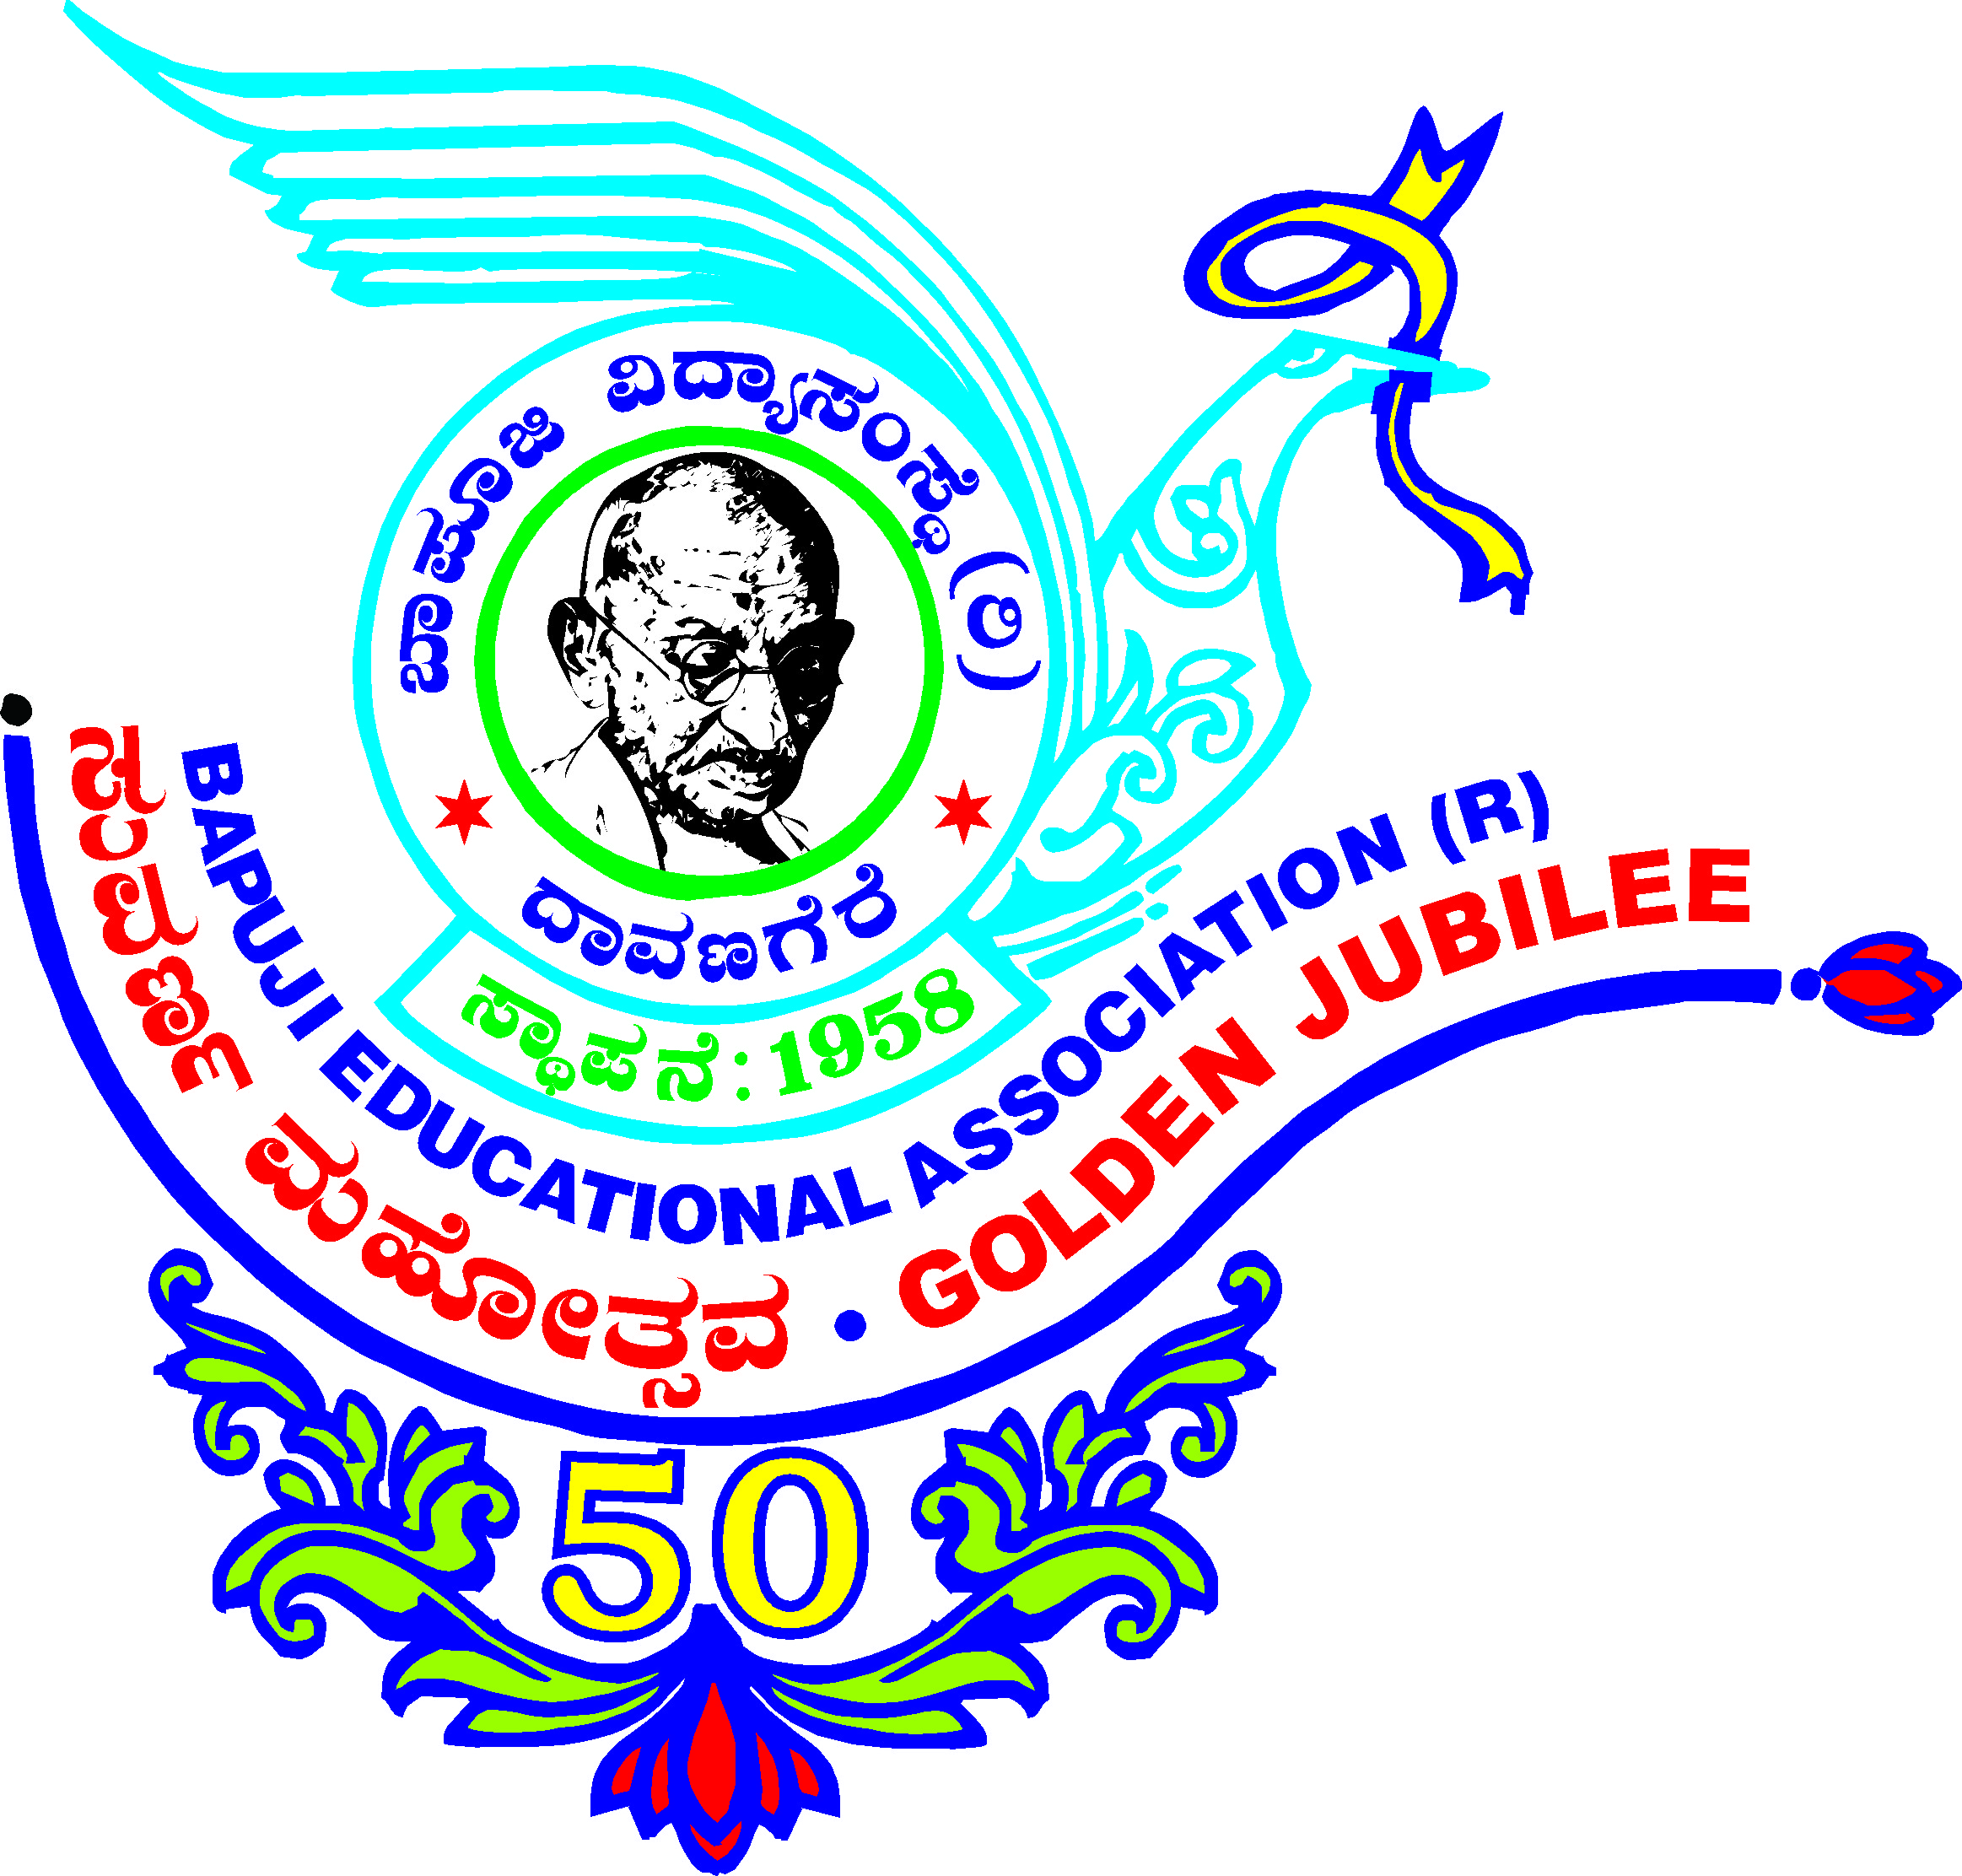 ಬಾಪೂಜಿ ವಿದ್ಯಾಸಂಸ್ಥೆ (ರಿ)
ದಾವಣಗೆರೆ
ಸ್ಥಾಪನೆ: 1958
BAPUJI EDUCATIONAL ASSOCIATION (R)
ಸುವರ್ಣ ಮಹೋತ್ಸವ • GOLDEN JUBILEE
50